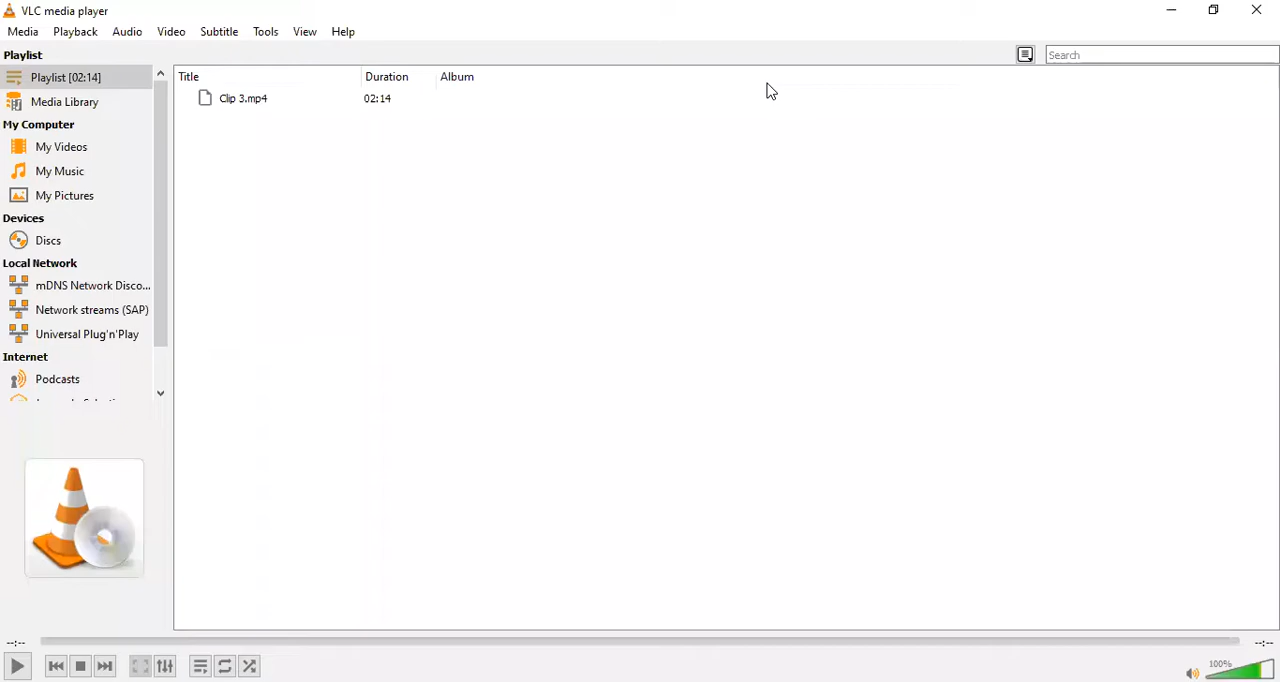 VLC media player
Media Playback Audio Video Subtitle Tools View Help
Playlist
Search
Playlist [02:14]
Media Library
My Computer
My Videos
My Music
My Pictures
Devices
Discs
Local Network
mDNS Network Disco...
Network streams (SAP)
Universal Plug'n'Play
Internet
Podcasts
Title Duration Album
Clip 3.mp4 02:14
--:-- --:--
100%